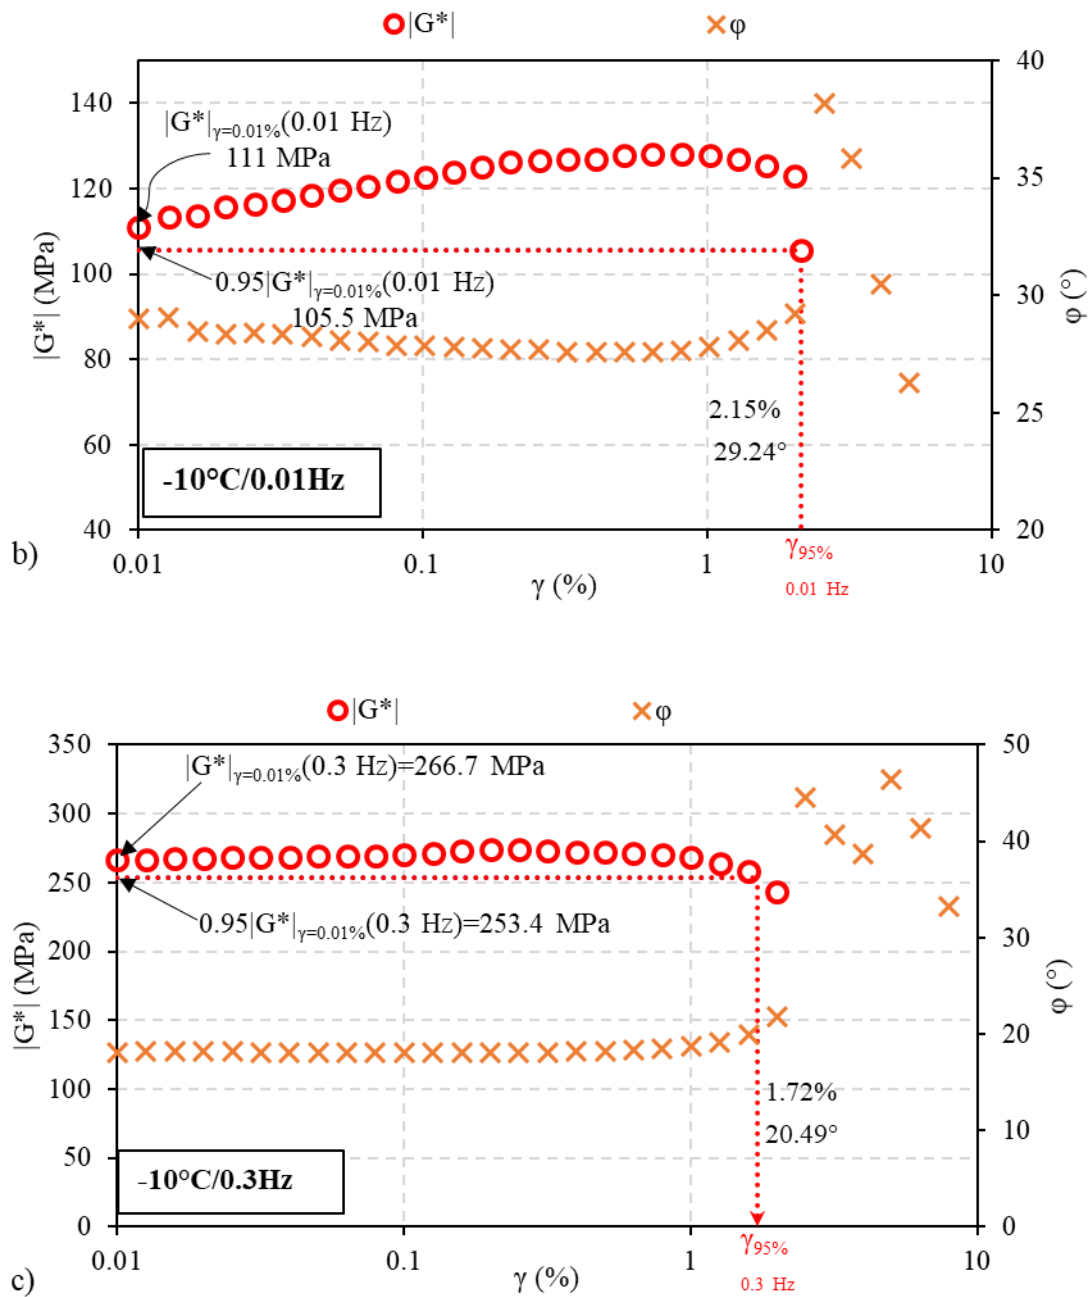 |G*| φ
140 40
120 35
100 30
80 25
60
40 20
|G*| (MPa)
φ (°)
|G*|γ=0.01%(0.01 Hz)
111 MPa
0.95|G*|γ=0.01%(0.01 Hz)
105.5 MPa
2.15%
29.24°
-10°C/0.01Hz
0.01 0.1 1 10
γ (%)
γ95%
0.01 Hz
b)
|G*| φ
350 50
300 40
250
200 30
150 20
100 10
50
0 0
|G*| (MPa)
φ (°)
|G*|γ=0.01%(0.3 Hz)=266.7 MPa
0.95|G*|γ=0.01%(0.3 Hz)=253.4 MPa
1.72%
20.49°
-10°C/0.3Hz
0.01 0.1 1 10
γ (%)
γ95%
0.3 Hz
c)